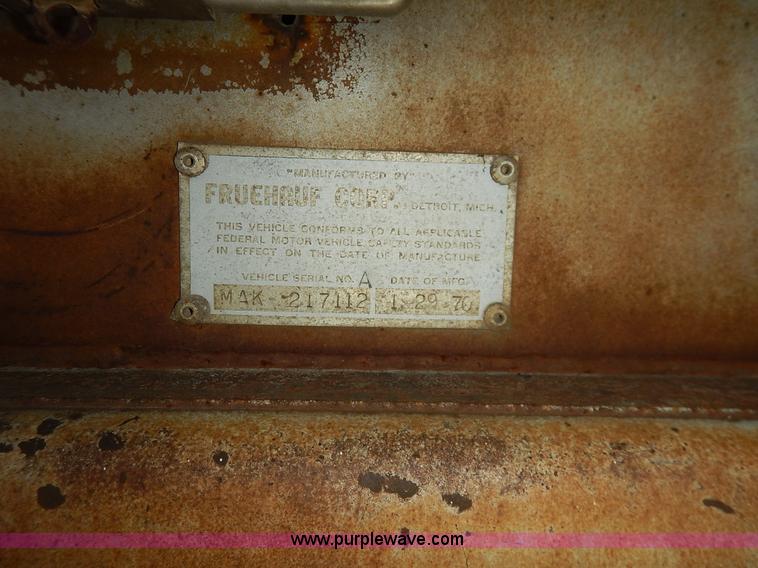 "MANUFACTURED BY"
FRUEHAUF CORP., DETROIT, MICH.
THIS VEHICLE CONFORMS TO ALL APPLICABLE
FEDERAL MOTOR VEHICLE SAFETY STANDARDS
IN EFFECT ON THE DATE OF MANUFACTURE
VEHICLE SERIAL NO. A DATE OF MFG.
MAK-217112 1-29-70
www.purplewave.com